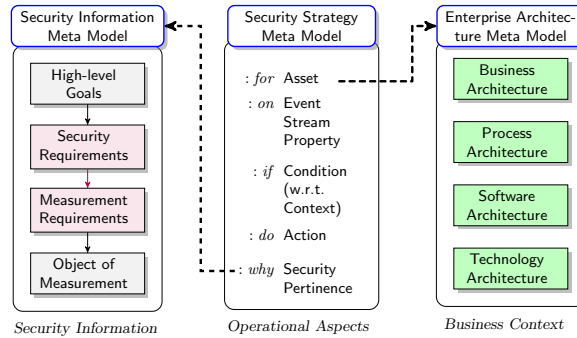 Security Information
Meta Model
High-level
Goals
Security
Requirements
Measurement
Requirements
Object of
Measurement
Security Information
Security Strategy
Meta Model
: for Asset
: on Event
Stream
Property
: if Condition
(w.r.t.
Context)
: do Action
: why Security
Pertinence
Operational Aspects
Enterprise Architec-
ture Meta Model
Business
Architecture
Process
Architecture
Software
Architecture
Technology
Architecture
Business Context